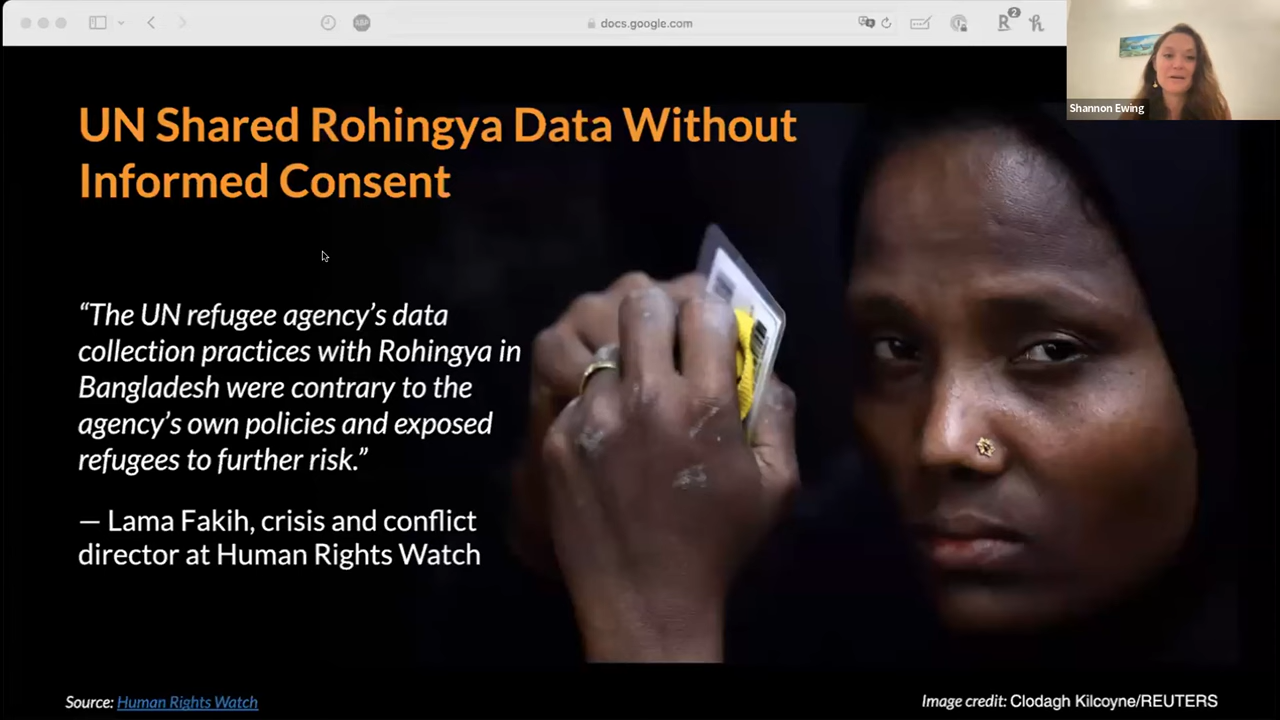 docs.google.com
2
Shannon Ewing
UN Shared Rohingya Data Without
Informed Consent
“The UN refugee agency’s data
collection practices with Rohingya in
Bangladesh were contrary to the
agency’s own policies and exposed
refugees to further risk.”
— Lama Fakih, crisis and conflict
director at Human Rights Watch
Source: Human Rights Watch
Image credit: Clodagh Kilcoyne/REUTERS